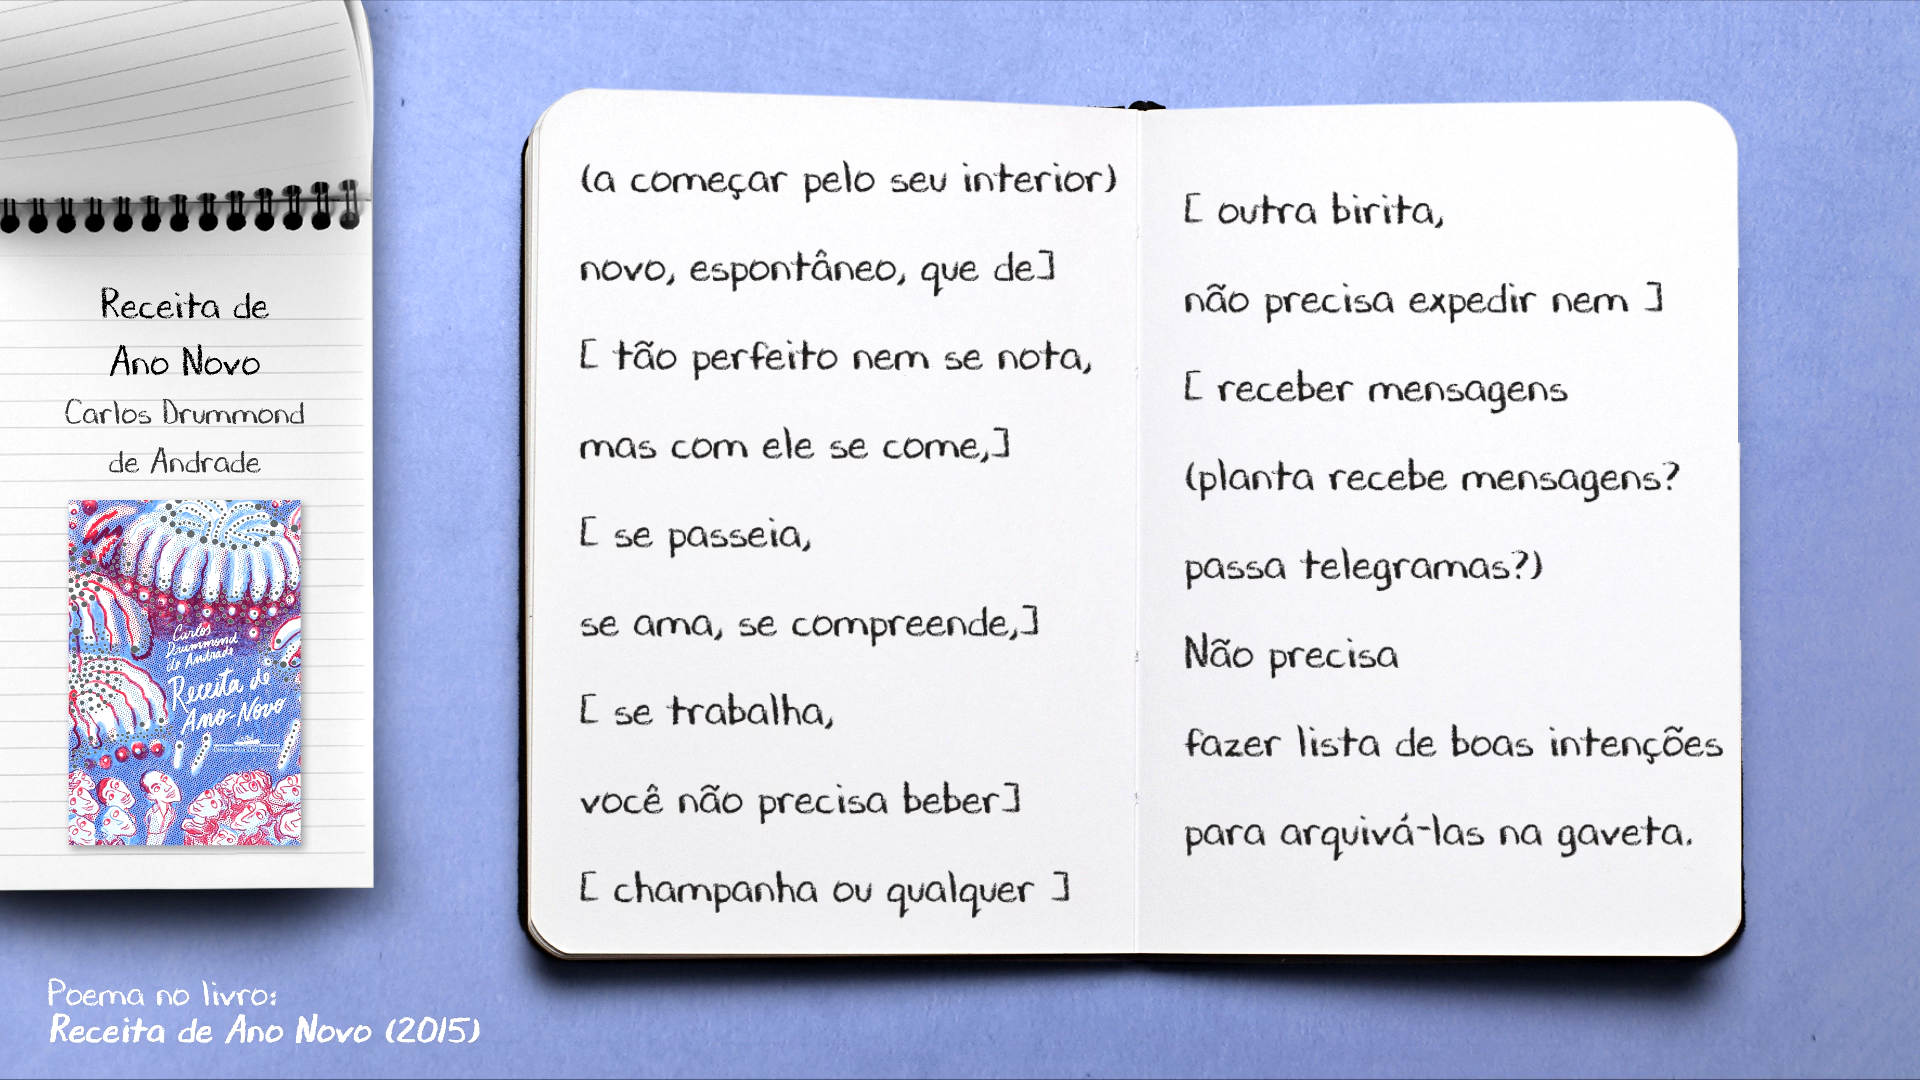 Receita de
Ano Novo
Carlos Drummond
de Andrade
Carlos
Drummond
de Andrade
Receita de
Ano-Novo
Poema no livro:
Receita de Ano Novo (2015)
(a começar pelo seu interior)
novo, espontâneo, que de]
[ tão perfeito nem se nota,
mas com ele se come,]
[ se passeia,
se ama, se compreende,]
[ se trabalha,
você não precisa beber]
[ champanha ou qualquer ]
[ outra birita,
não precisa expedir nem ]
[ receber mensagens
(planta recebe mensagens?
passa telegramas?)
Não precisa
fazer lista de boas intenções
para arquivá-las na gaveta.